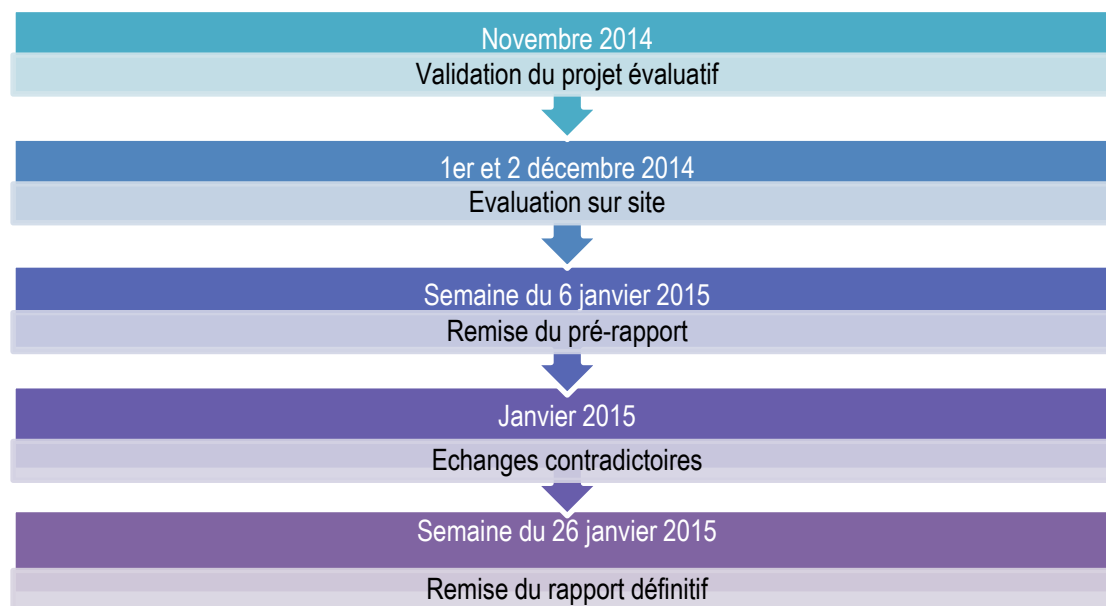 Novembre 2014
Validation du projet évaluatif
1er et 2 décembre 2014
Evaluation sur site
Semaine du 6 janvier 2015
Remise du pré-rapport
Janvier 2015
Echanges contradictoires
Semaine du 26 janvier 2015
Remise du rapport définitif